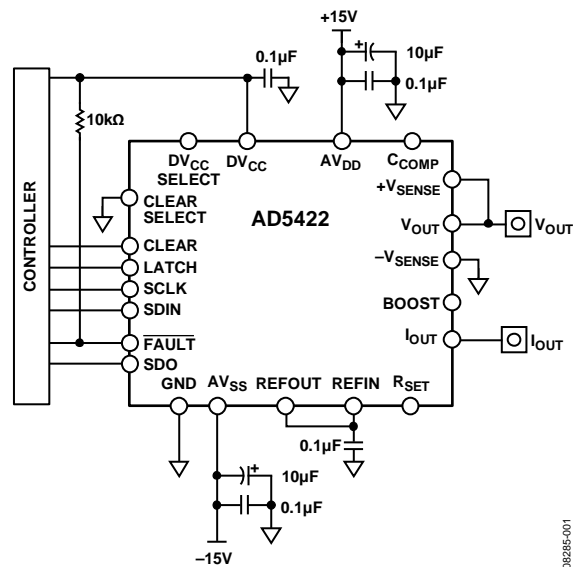 +15V
10µF
0.1µF
0.1µF
10kΩ
DVCC
SELECT
DVCC
AVDD
CCOMP
CLEAR
SELECT
AD5422
+VSENSE
VOUT
VOUT
–VSENSE
BOOST
IOUT
IOUT
CONTROLLER
CLEAR
LATCH
SCLK
SDIN
FAULT
SDO
GND
AVSS
REFOUT
REFIN
RSET
0.1µF
10µF
0.1µF
–15V
08285-001
+
+